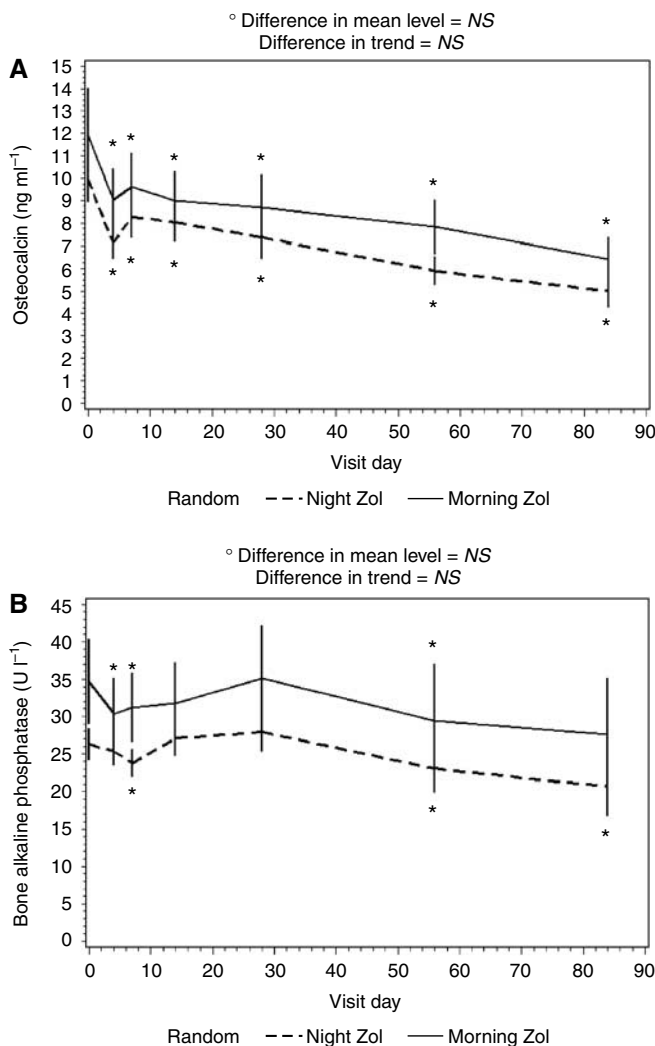 ° Difference in mean level = NS
Difference in trend = NS
A
15
14
13
12
11
10
9
8
7
6
5
4
3
2
1
0
Osteocalcin (ng ml⁻¹)
* * * * * *
* * * * * *
0 10 20 30 40 50 60 70 80 90
Visit day
Random Night Zol Morning Zol
° Difference in mean level = NS
Difference in trend = NS
B
45
40
35
30
25
20
15
10
5
0
Bone alkaline phosphatase (U l⁻¹)
* * *
* * *
0 10 20 30 40 50 60 70 80 90
Visit day
Random Night Zol Morning Zol